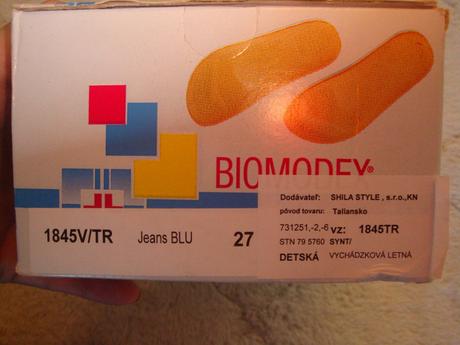 BIOMODEX®
Dodávateľ: SHILA STYLE , s.r.o.,KN
pôvod tovaru: Taliansko
731251,-2,-6 vz: 1845TR
STN 79 5760 SYNT/
DETSKÁ VYCHÁDZKOVÁ LETNÁ
1845V/TR Jeans BLU 27